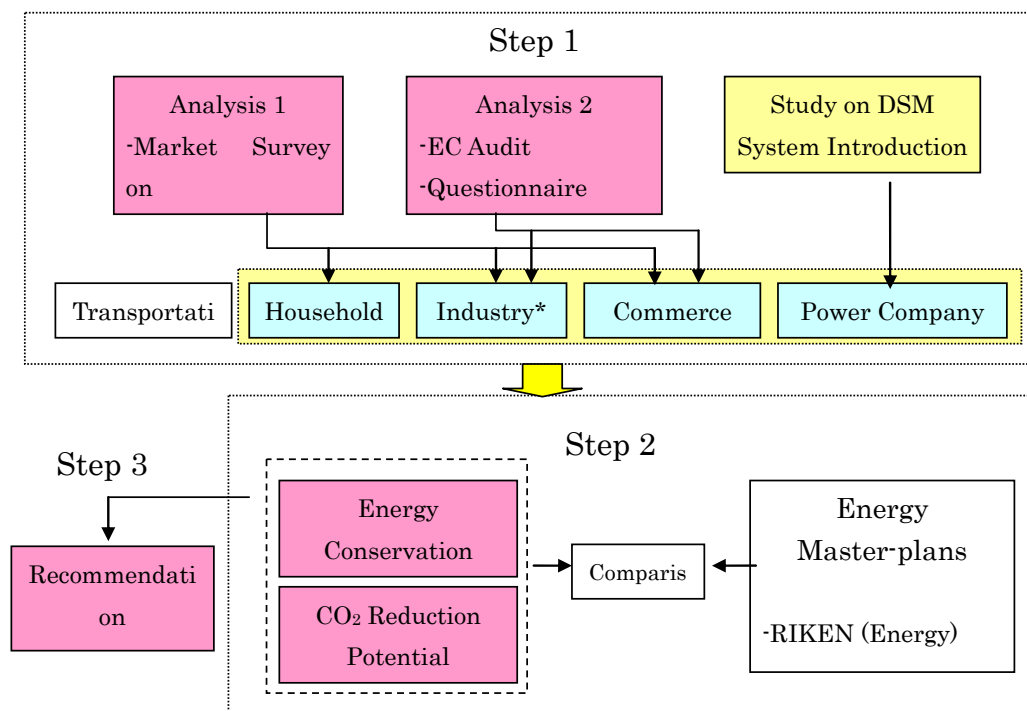 Step 1
Analysis 1
-Market Survey
on
Analysis 2
-EC Audit
-Questionnaire
Study on DSM
System Introduction
Transportati
Household
Industry*
Commerce
Power Company
Step 2
Step 3
Energy
Conservation
CO₂ Reduction
Potential
Comparis
Energy
Master-plans
-RIKEN (Energy)
Recommendati
on